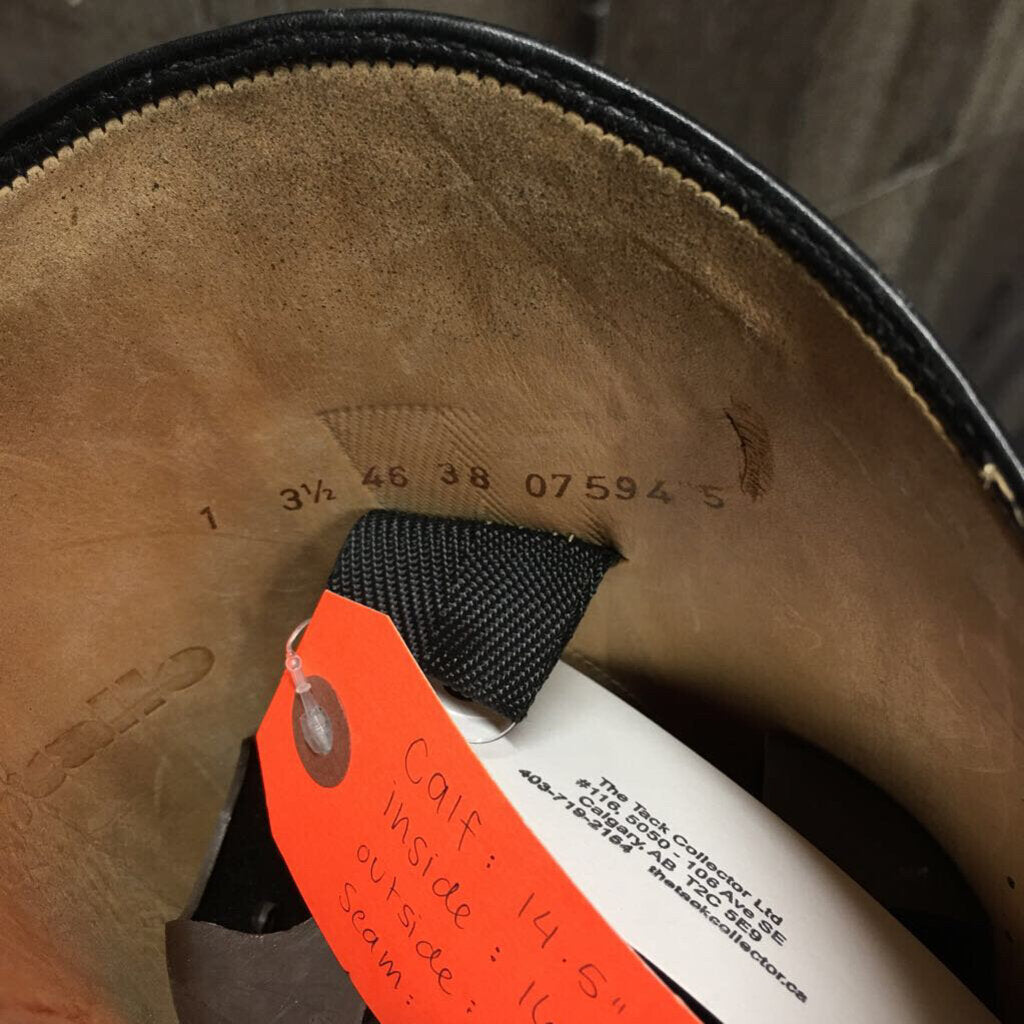 1 3½ 46 38 07594 5
Calf: 14.5"
inside: 16
outside:
seam:
The Tack Collector Ltd
#116, 5050 - 106 Ave SE
Calgary, AB T2C 5E9
403-719-2164 thetackcollector.ca